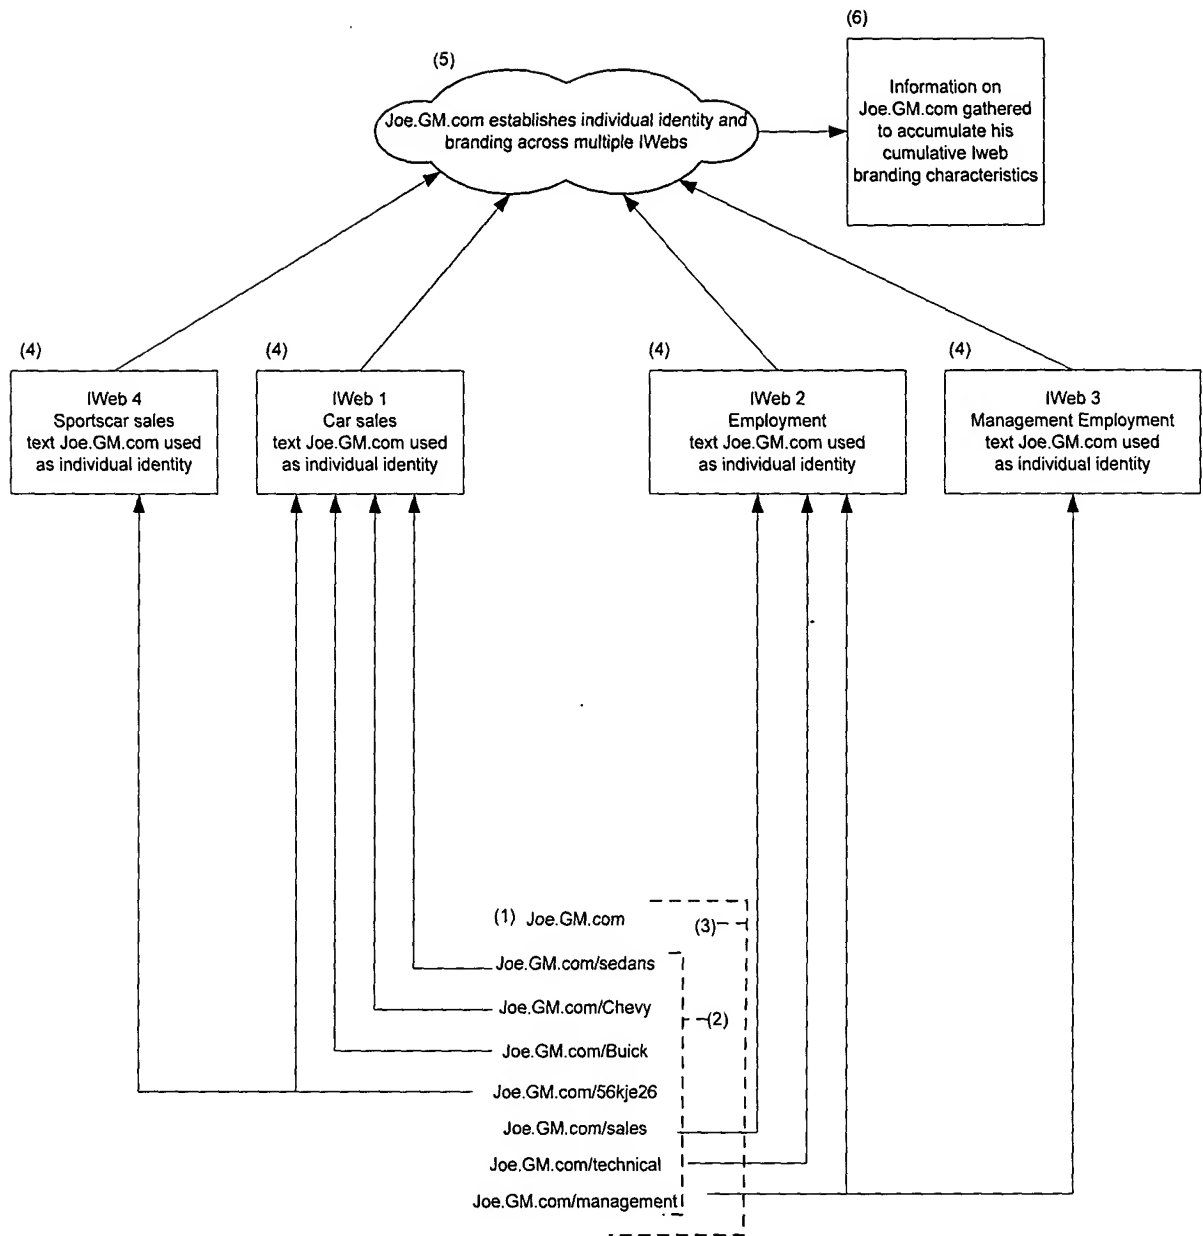 (6)
(5)
Information on
Joe.GM.com gathered
to accumulate his
cumulative Iweb
branding characteristics
Joe.GM.com establishes individual identity and
branding across multiple IWebs
(4)
IWeb 4
Sportscar sales
text Joe.GM.com used
as individual identity
(4)
IWeb 1
Car sales
text Joe.GM.com used
as individual identity
(4)
IWeb 2
Employment
text Joe.GM.com used
as individual identity
(4)
IWeb 3
Management Employment
text Joe.GM.com used
as individual identity
(1) Joe.GM.com
(3)
Joe.GM.com/sedans
Joe.GM.com/Chevy
(2)
Joe.GM.com/Buick
Joe.GM.com/56kje26
Joe.GM.com/sales
Joe.GM.com/technical
Joe.GM.com/management